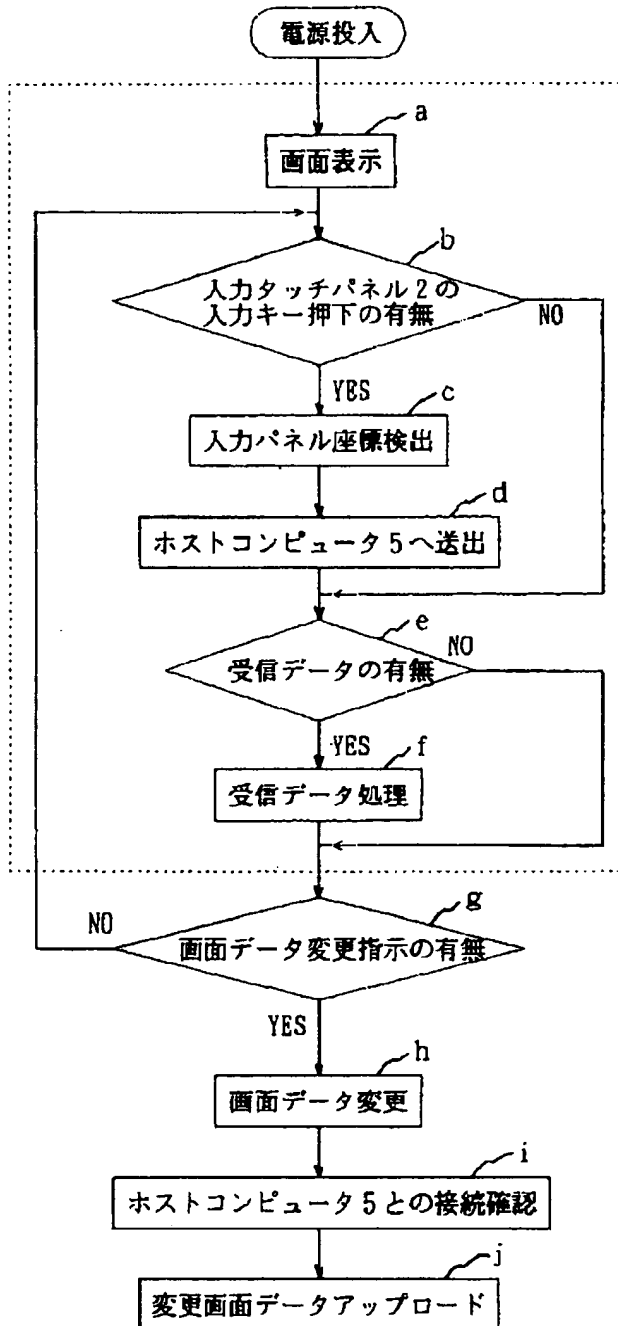 電源投入
a
画面表示
b
入力タッチパネル2の
入力キー押下の有無
NO
YES
c
入力パネル座標検出
d
ホストコンピュータ5へ送出
e
NO
受信データの有無
YES
f
受信データ処理
g
NO
画面データ変更指示の有無
YES
h
画面データ変更
i
ホストコンピュータ5との接続確認
j
変更画面データアップロード